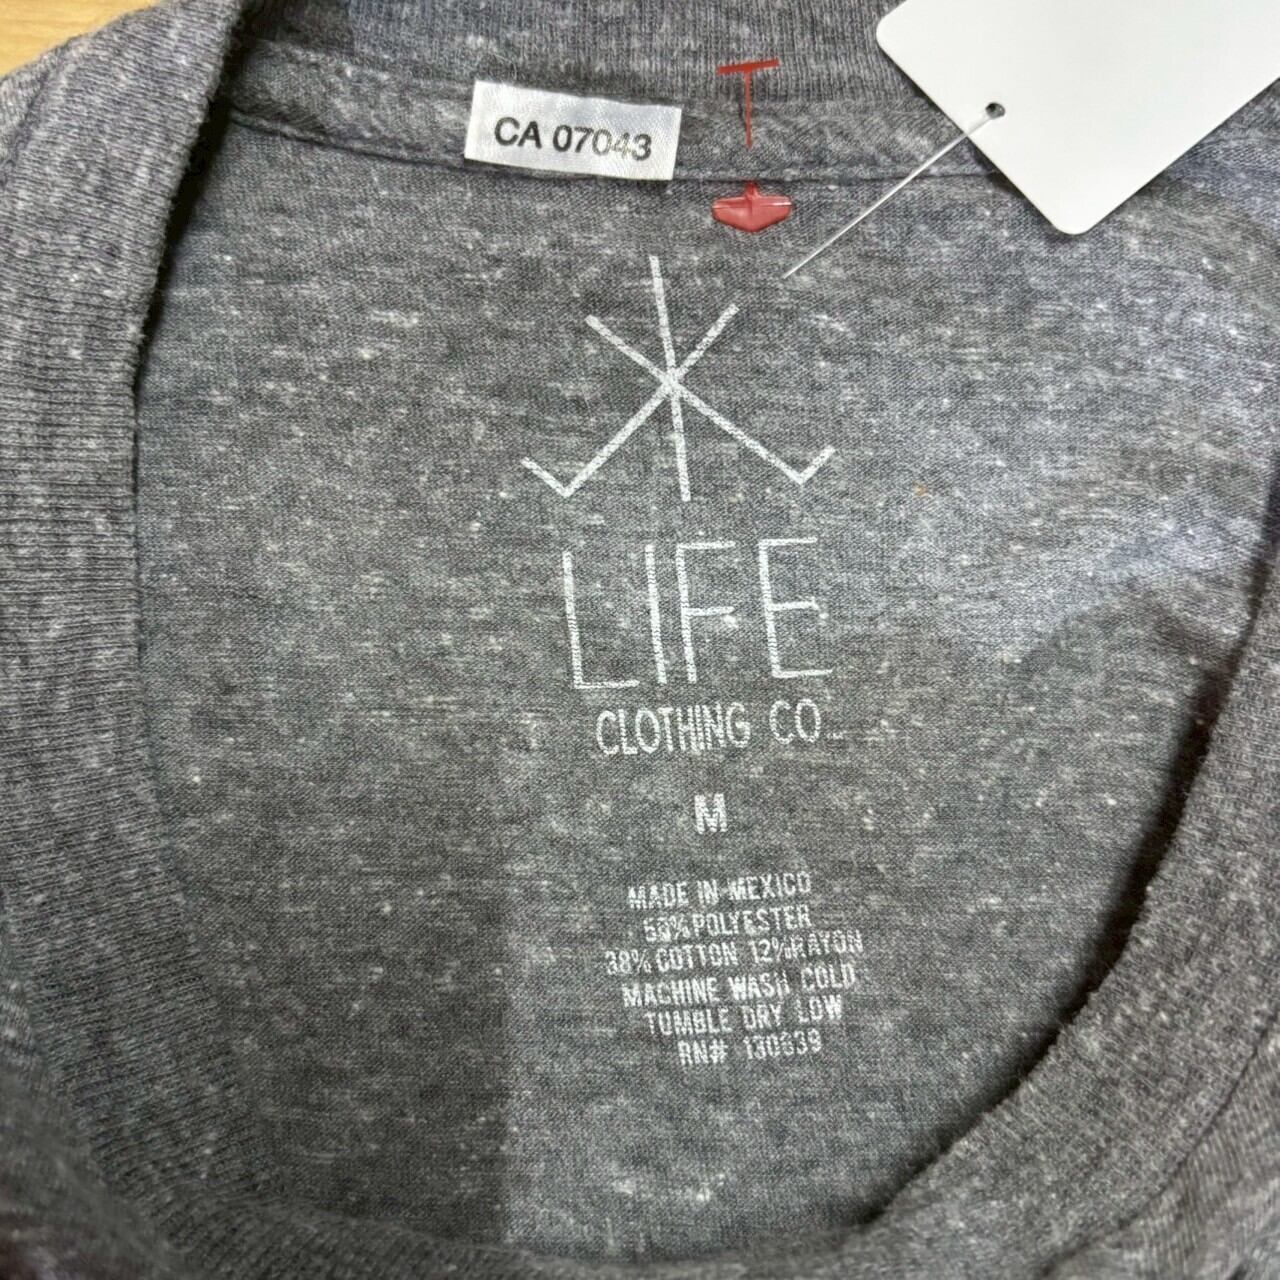 CA 07043
LIFE
CLOTHING CO
M
MADE IN MEXICO
50% POLYESTER
38% COTTON 12% RAYON
MACHINE WASH COLD
TUMBLE DRY LOW
RN# 130639